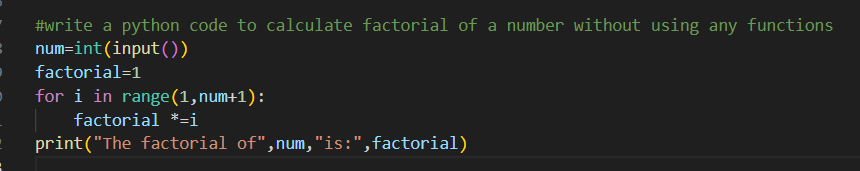 #write a python code to calculate factorial of a number without using any functions
num=int(input())
factorial=1
for i in range(1,num+1):
    factorial *=i
print("The factorial of",num,"is:",factorial)